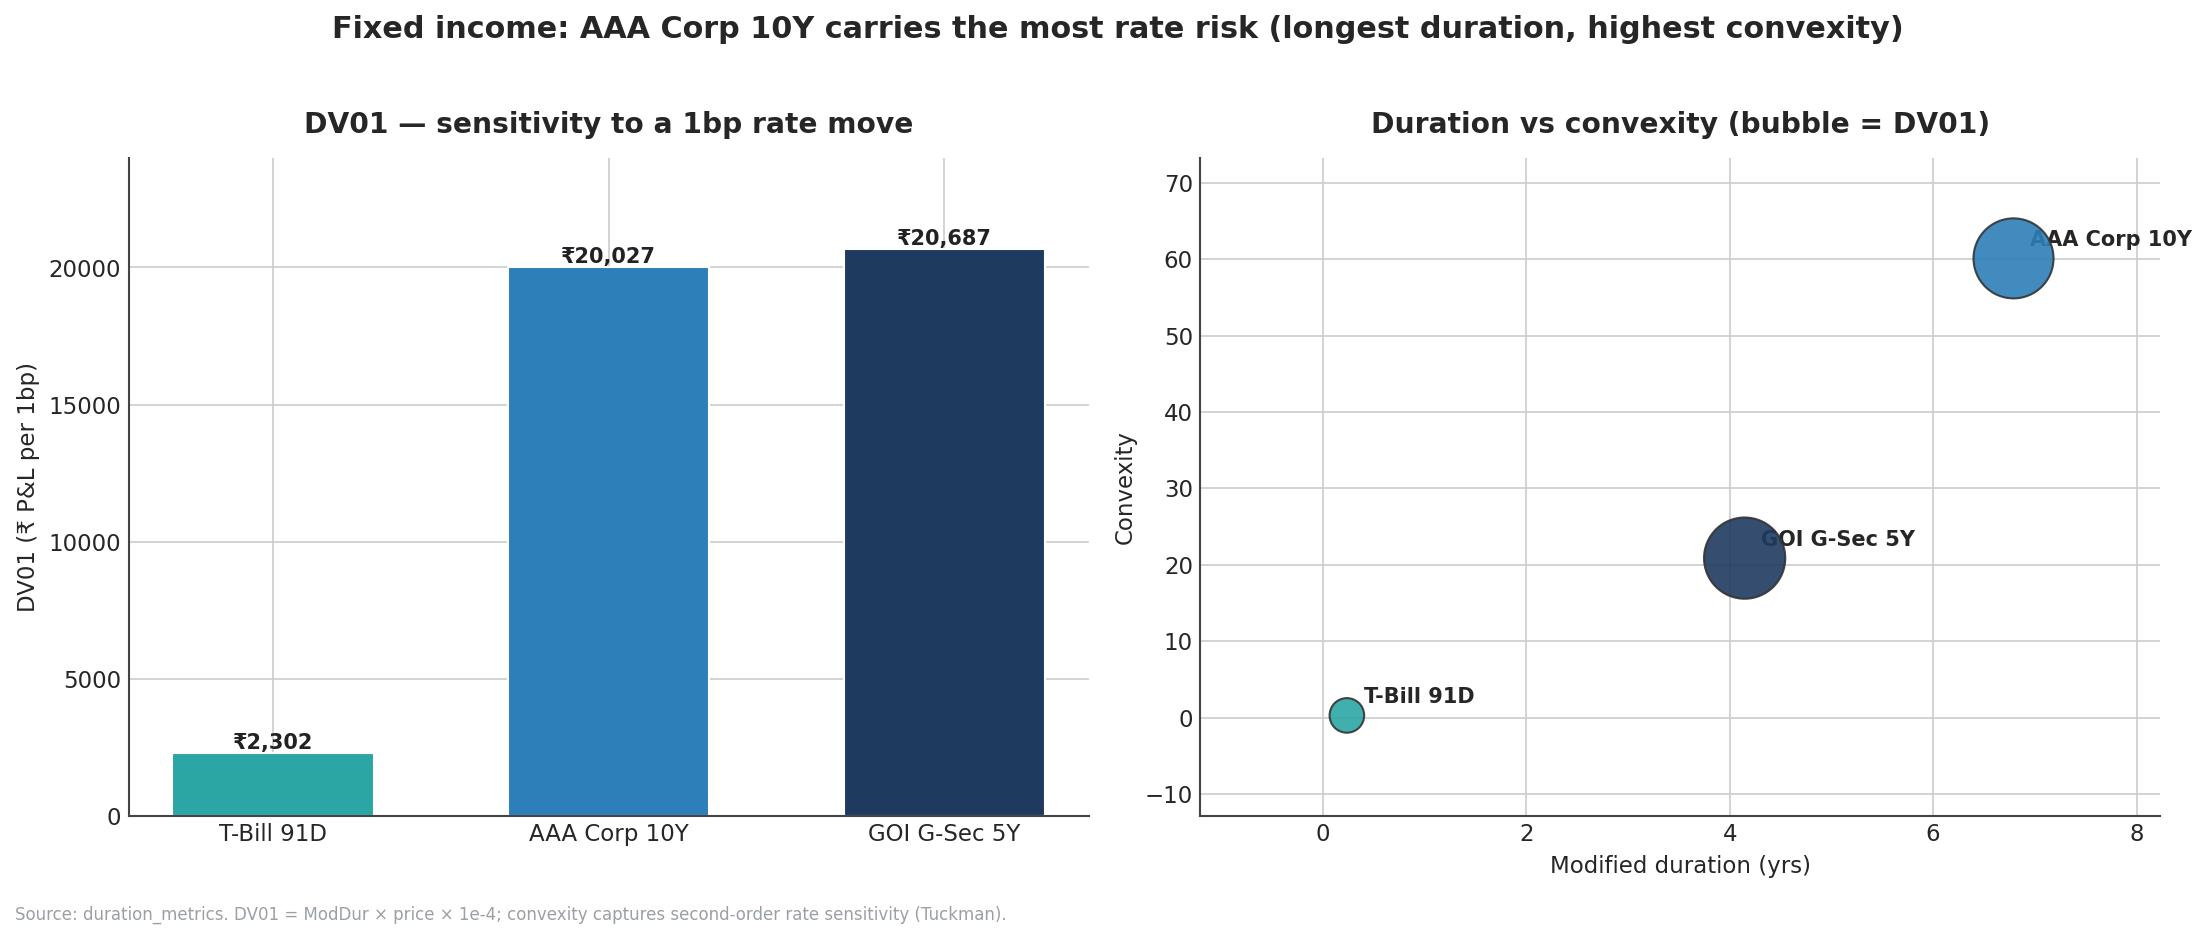 Fixed income: AAA Corp 10Y carries the most rate risk (longest duration, highest convexity)
DV01 — sensitivity to a 1bp rate move
DV01 (₹ P&L per 1bp)
20000
15000
10000
5000
0
₹2,302
₹20,027
₹20,687
T-Bill 91D
AAA Corp 10Y
GOI G-Sec 5Y
Duration vs convexity (bubble = DV01)
Convexity
70
60
50
40
30
20
10
0
−10
AAA Corp 10Y
GOI G-Sec 5Y
T-Bill 91D
0
2
4
6
8
Modified duration (yrs)
Source: duration_metrics. DV01 = ModDur × price × 1e-4; convexity captures second-order rate sensitivity (Tuckman).